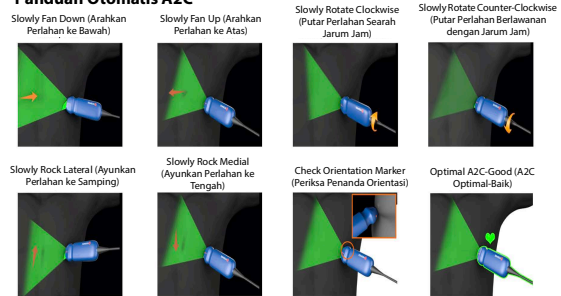 Panduan Otomatis A2C
Slowly Fan Down (Arahkan
Perlahan ke Bawah)
Slowly Fan Up (Arahkan
Perlahan ke Atas)
Slowly Rotate Clockwise
(Putar Perlahan Searah
Jarum Jam)
Slowly Rotate Counter-Clockwise
(Putar Perlahan Berlawanan
dengan Jarum Jam)
Slowly Rock Lateral (Ayunkan
Perlahan ke Samping)
Slowly Rock Medial
(Ayunkan Perlahan ke
Tengah)
Check Orientation Marker
(Periksa Penanda Orientasi)
Optimal A2C-Good (A2C
Optimal-Baik)